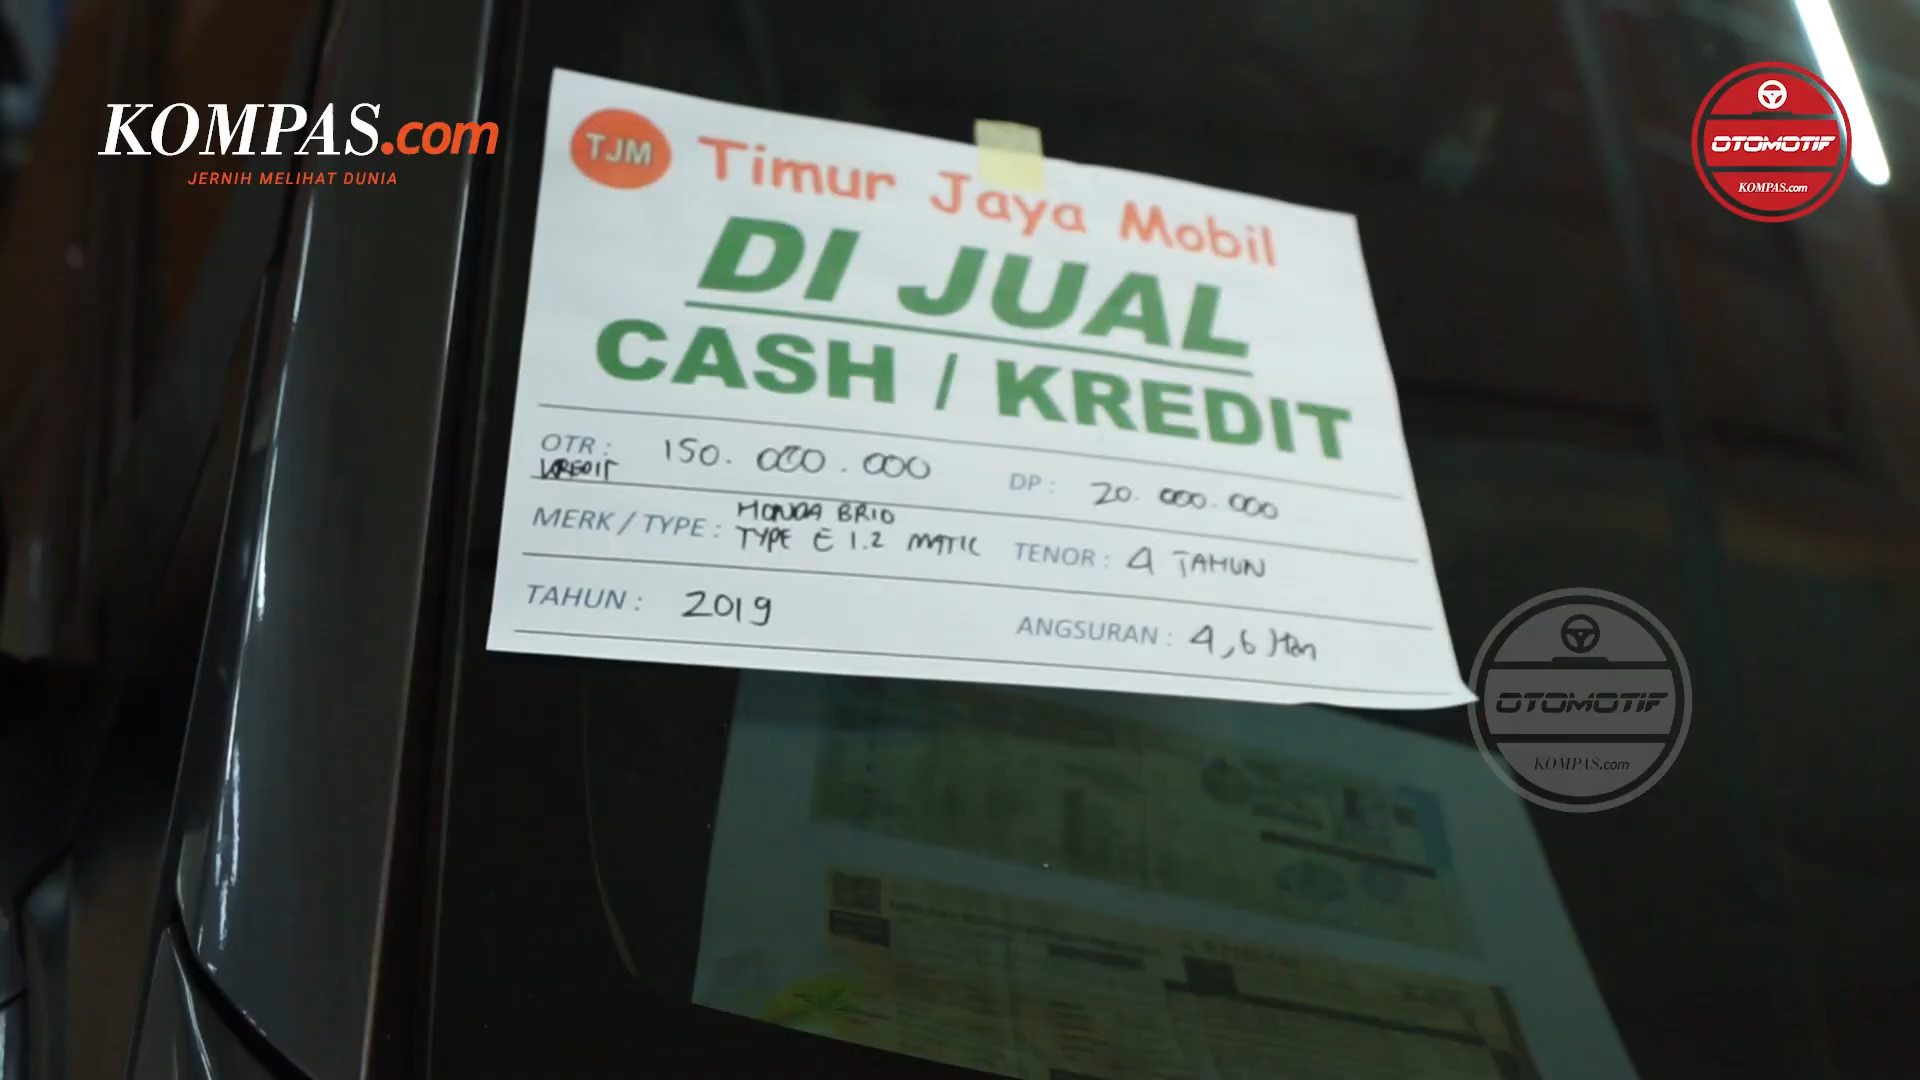 KOMPAS.com
JERNIH MELIHAT DUNIA
OTOMOTIF
KOMPAS.com
TJM
Timur Jaya Mobil
DI JUAL
CASH / KREDIT
OTR : 150.000.000
KREDIT
DP : 20.000.000
MERK / TYPE : HONDA BRIO
TYPE E 1.2 MATIC
TENOR : 4 TAHUN
TAHUN : 2019
ANGSURAN : 4,6
OTOMOTIF
KOMPAS.com